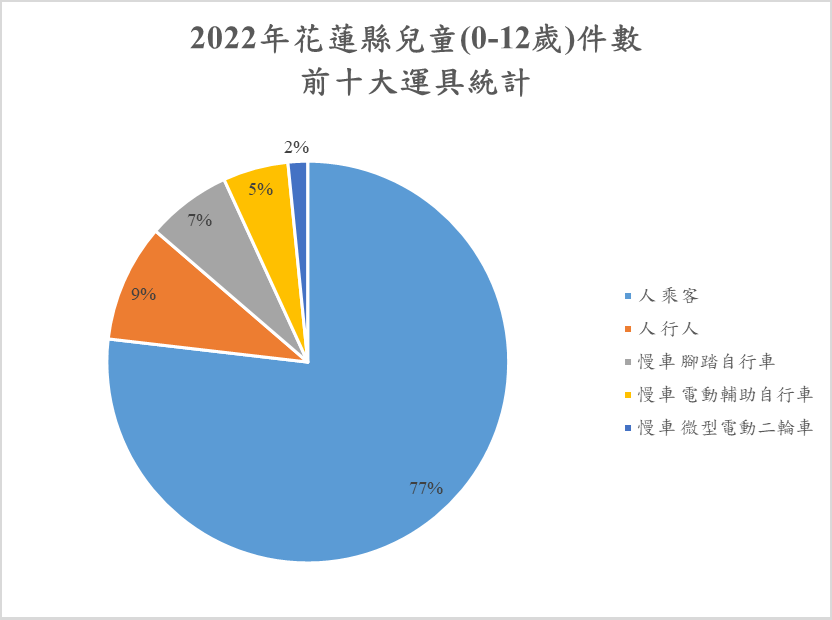 2022年花蓮縣兒童(0-12歲)件數
前十大運具統計
2%
5%
7%
9%
77%
人 乘客
人 行人
慢車 腳踏自行車
慢車 電動輔助自行車
慢車 微型電動二輪車